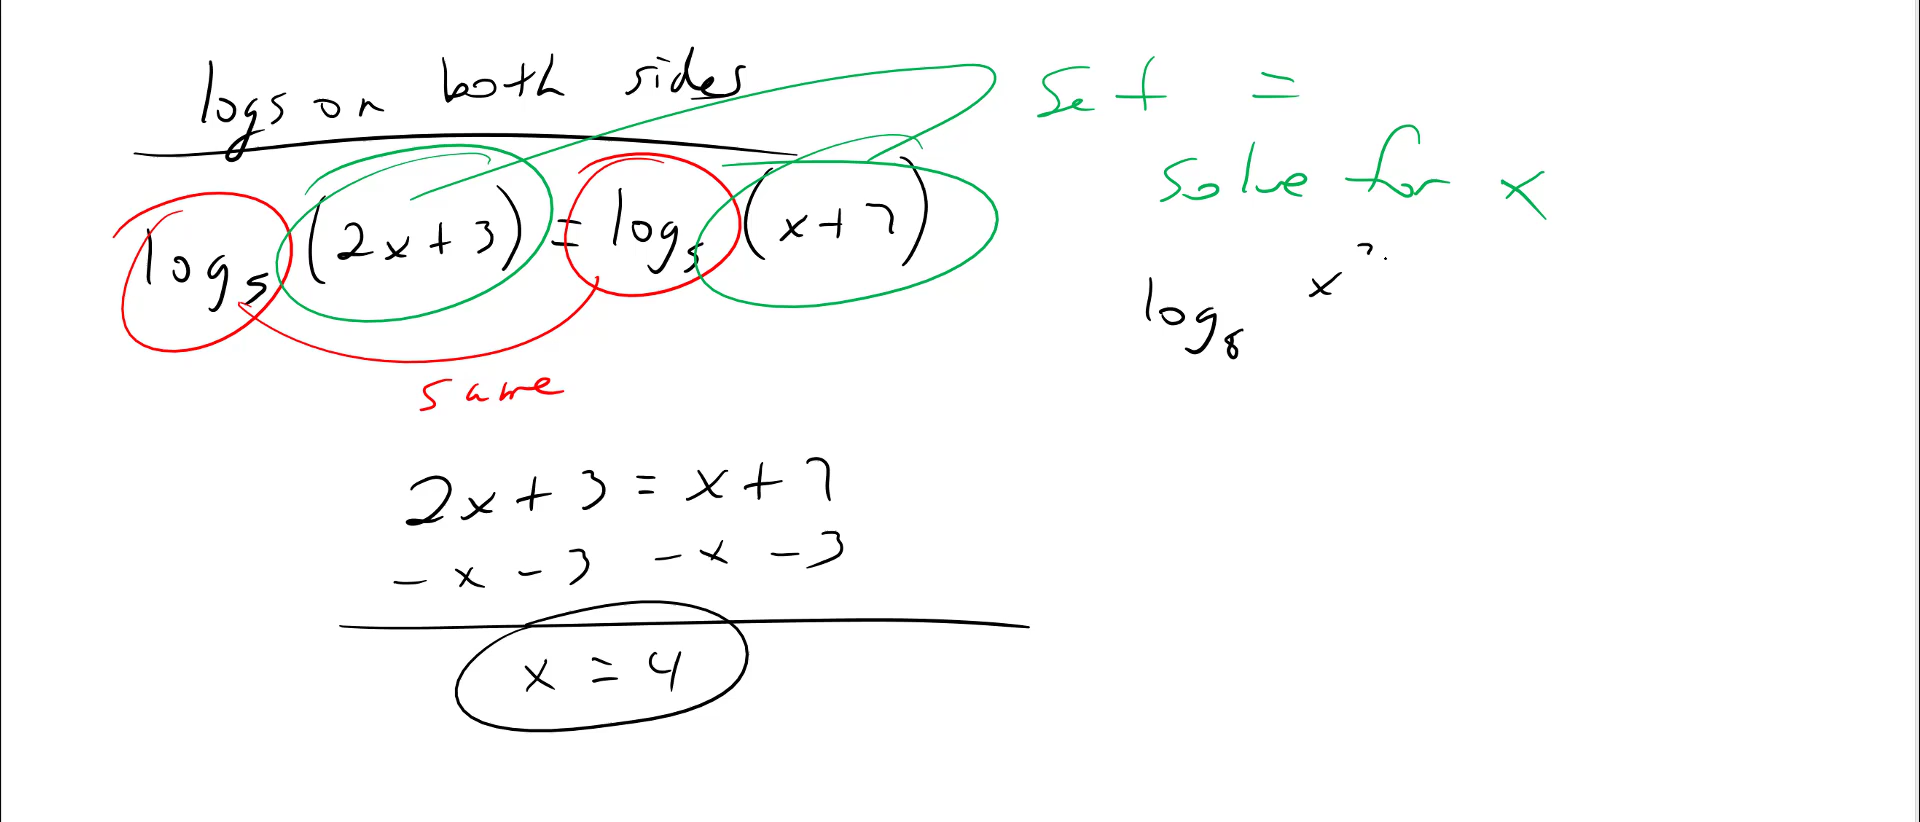 logs on both sides
log₅(2x+3)=log₅(x+7)
same
2x+3=x+7
-x-3 -x-3
x=4
set =
solve for x
log₈ x